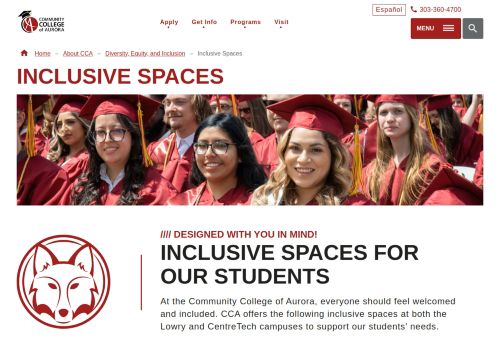 Español
303-360-4700
COMMUNITY
COLLEGE
of AURORA
Apply
Get Info
Programs
Visit
MENU
Home – About CCA – Diversity, Equity, and Inclusion – Inclusive Spaces
INCLUSIVE SPACES
//// DESIGNED WITH YOU IN MIND!
INCLUSIVE SPACES FOR
OUR STUDENTS
At the Community College of Aurora, everyone should feel welcomed
and included. CCA offers the following inclusive spaces at both the
Lowry and CentreTech campuses to support our students' needs.